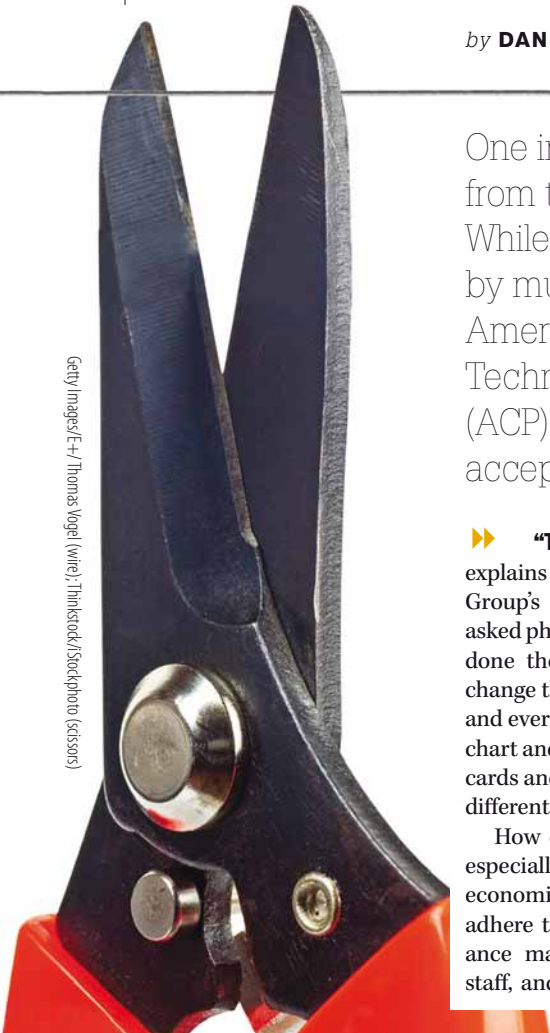 by DAN
One i
from t
While
by mu
Amer
Techn
(ACP)
accep
“T
explains
Group’s
asked ph
done the
change t
and ever
chart and
cards and
different
How
especiall
economi
adhere t
ance ma
staff, and
Getty Images/E+/ Thomas Vogel (wire); Thinkstock/iStockphoto (scissors)